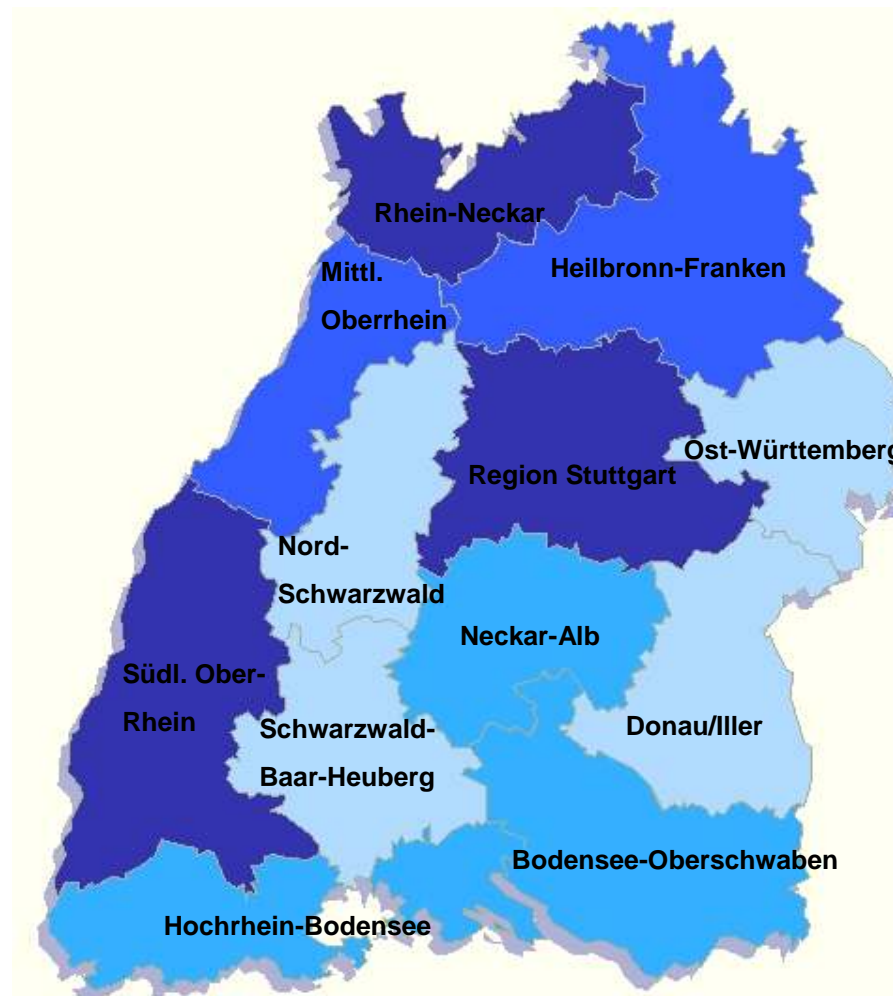 Rhein-Neckar
Heilbronn-Franken
Mittl.
Oberrhein
Ost-Württemberg
Region Stuttgart
Nord-
Schwarzwald
Neckar-Alb
Südl. Ober-
Rhein
Schwarzwald-
Baar-Heuberg
Donau/Iller
Bodensee-Oberschwaben
Hochrhein-Bodensee